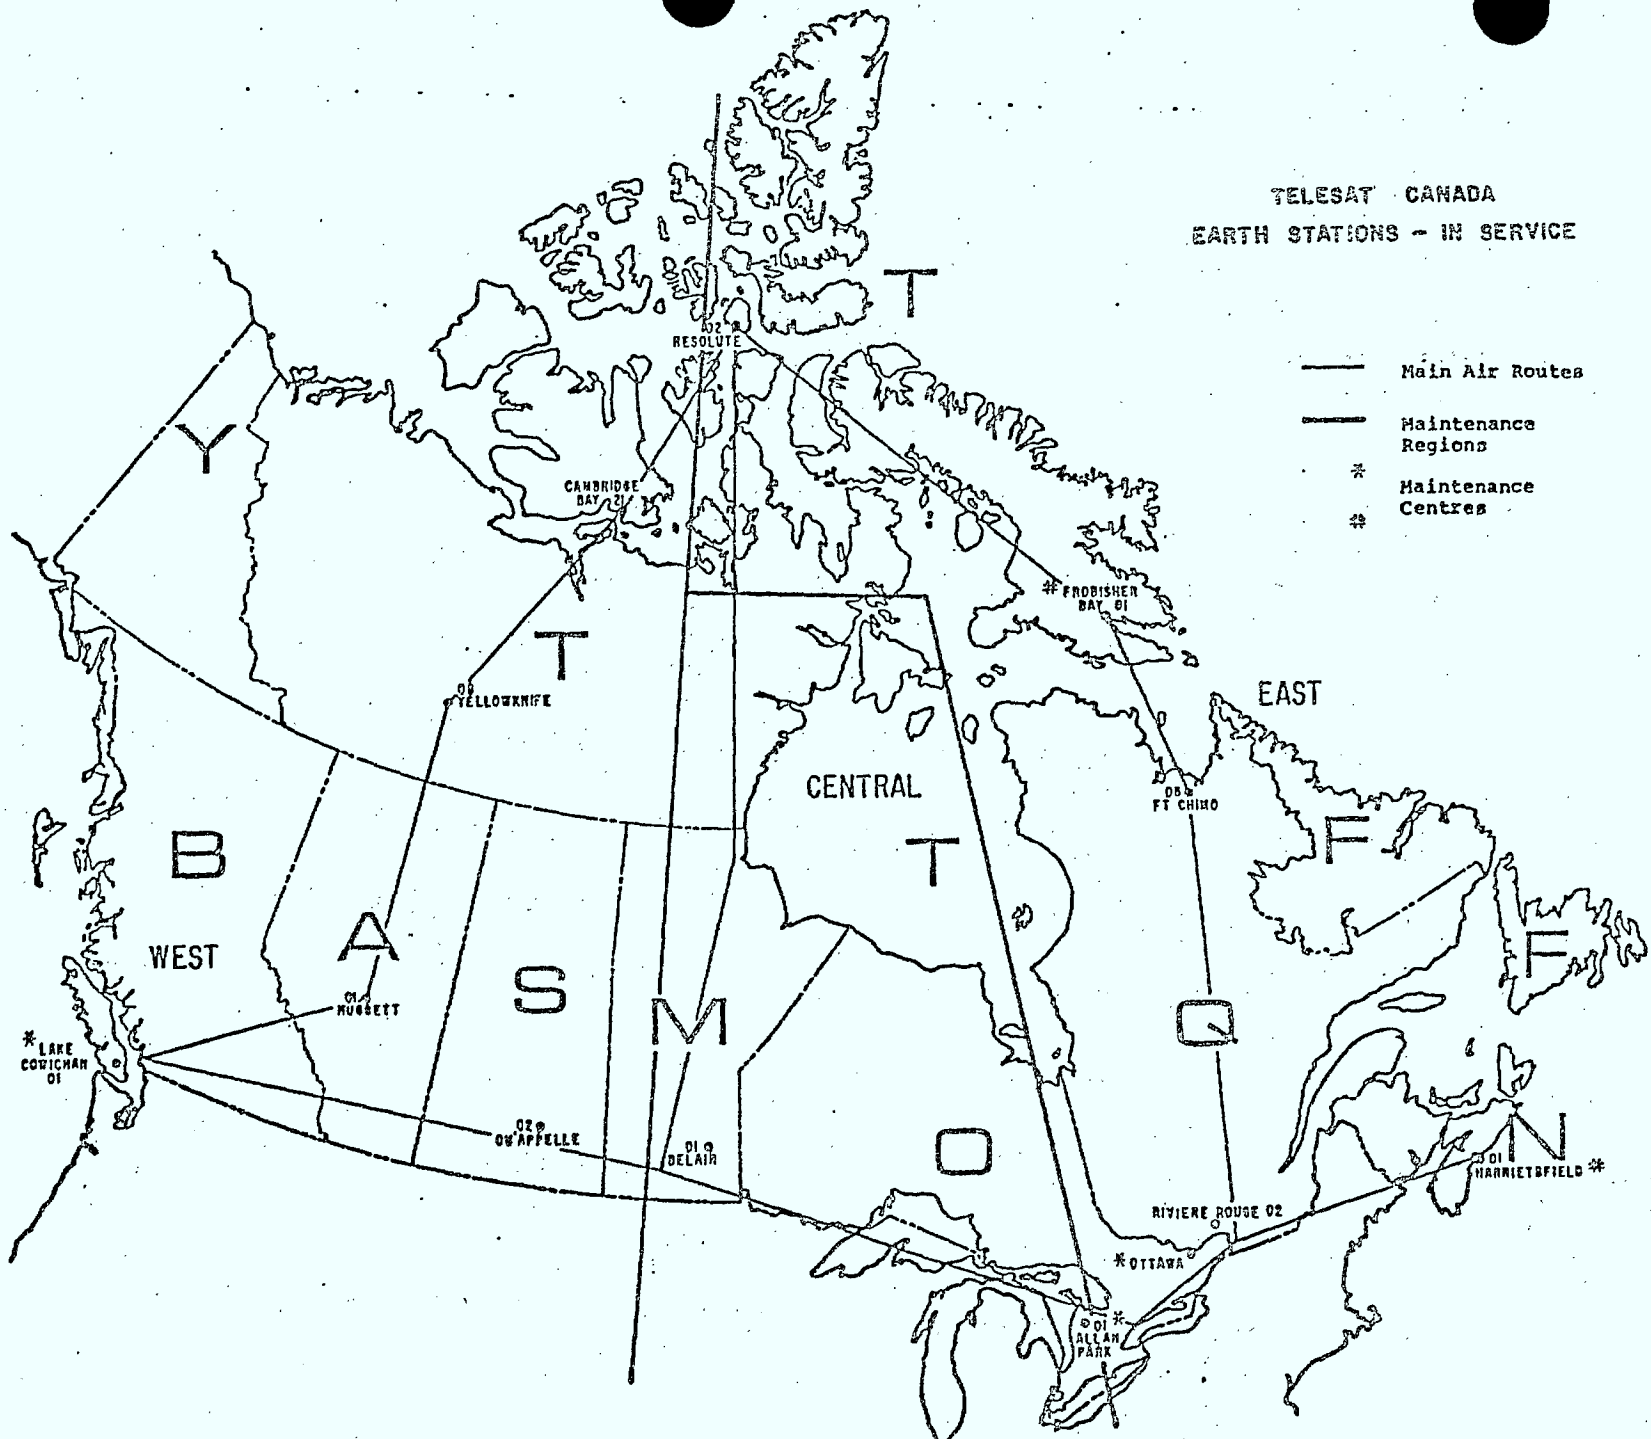 TELESAT CANADA
EARTH STATIONS - IN SERVICE
T
Main Air Routes
Maintenance
Regions
*
Maintenance
Centres
#
02
RESOLUTE
Y
CAMBRIDGE
BAY 21
# FROBISHER
BAY 01
T
YELLOWKNIFE
EAST
CENTRAL
FT CHIMO
B
T
F
A
WEST
S
F
M
Q
01
HUGGETT
* LAKE
COWICHAN
01
02
QU'APPELLE
01
BELAIR
O
N
01
HARRIETSFIELD *
RIVIERE ROUGE 02
* OTTAWA
01 *
ALLAN
PARK